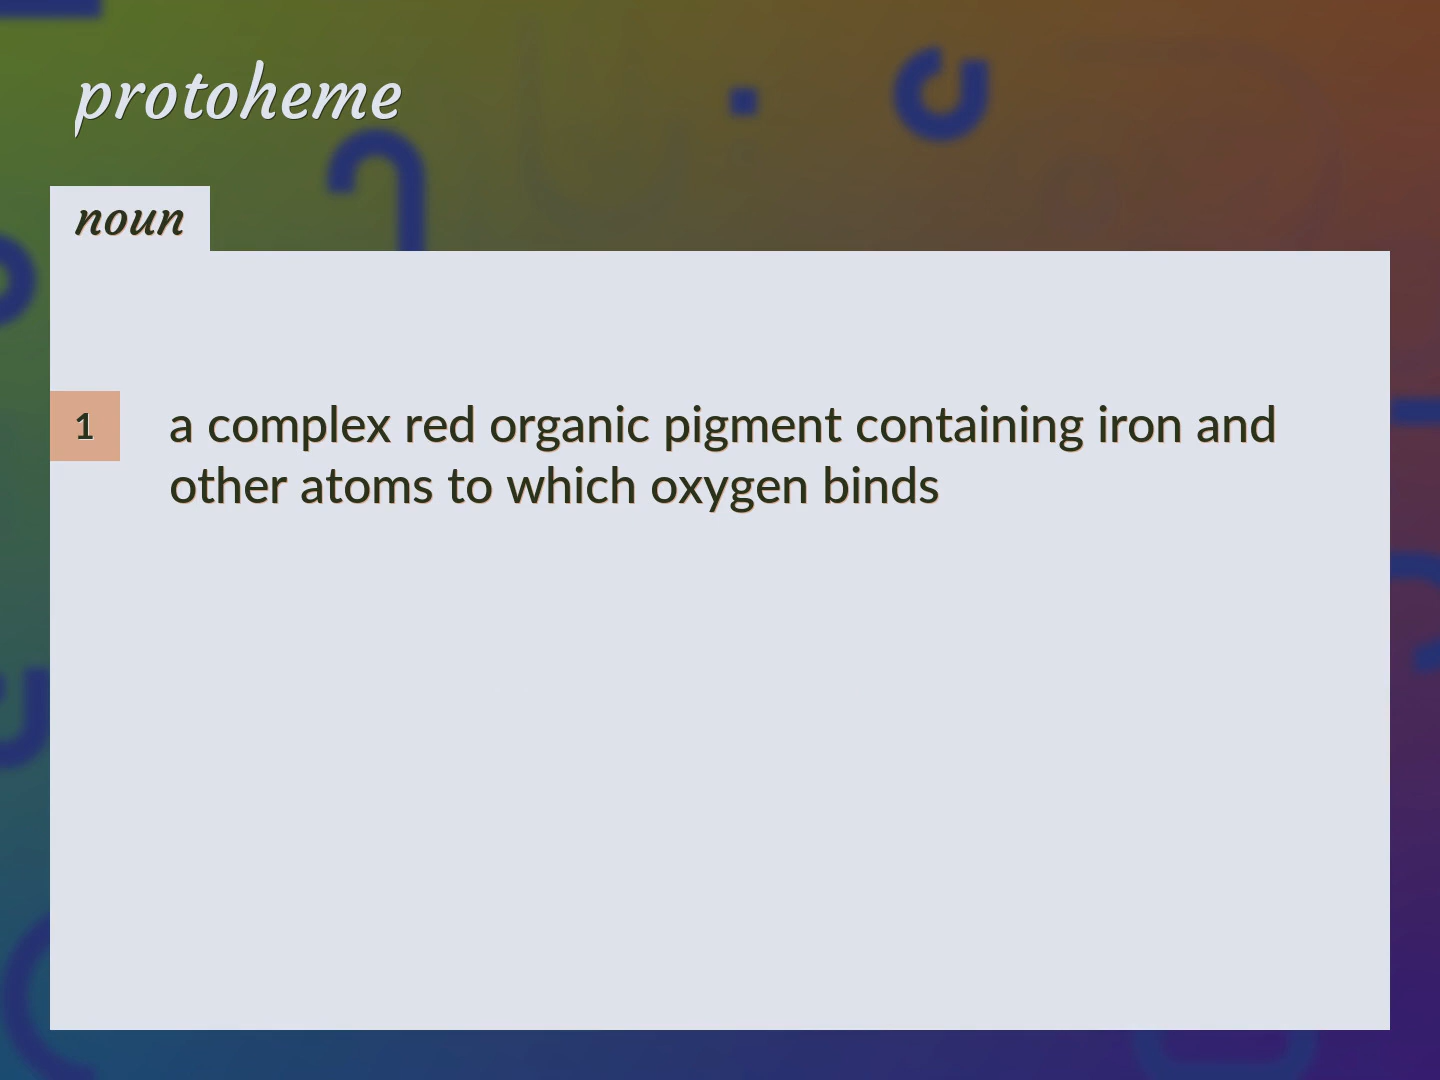 protoheme
noun
1
a complex red organic pigment containing iron and
other atoms to which oxygen binds